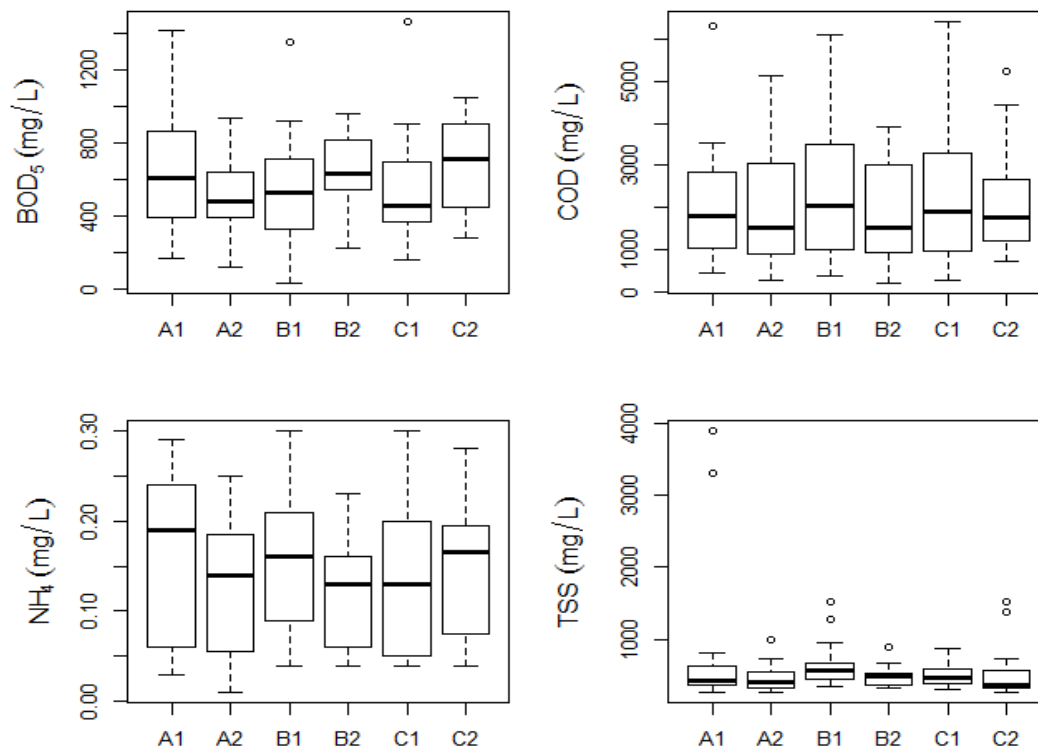 BOD₅ (mg/L)
0 400 800 1200
A1 A2 B1 B2 C1 C2
COD (mg/L)
0 1000 3000 5000
A1 A2 B1 B2 C1 C2
NH₄ (mg/L)
0.00 0.10 0.20 0.30
A1 A2 B1 B2 C1 C2
TSS (mg/L)
1000 2000 3000 4000
A1 A2 B1 B2 C1 C2